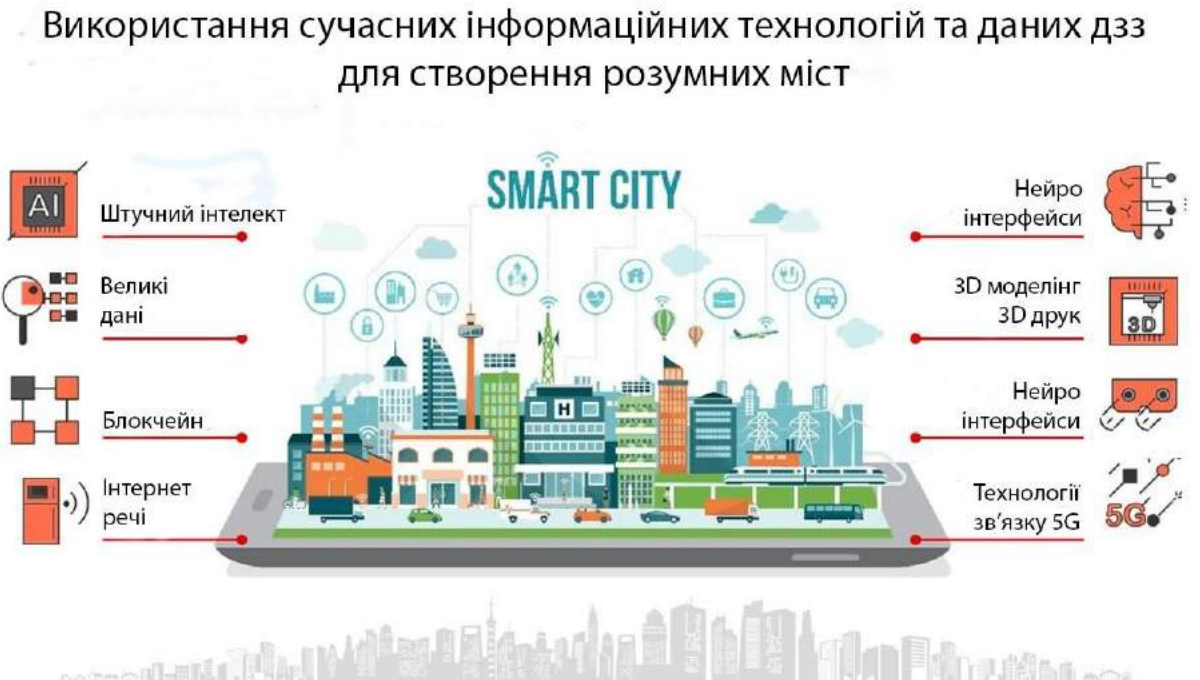 Використання сучасних інформаційних технологій та даних дзз
для створення розумних міст
SMART CITY
AI
Штучний інтелект
Великі
дані
Блокчейн
Інтернет
речі
H
Нейро
інтерфейси
3D моделінг
3D друк
3D
Нейро
інтерфейси
Технології
зв'язку 5G
5G